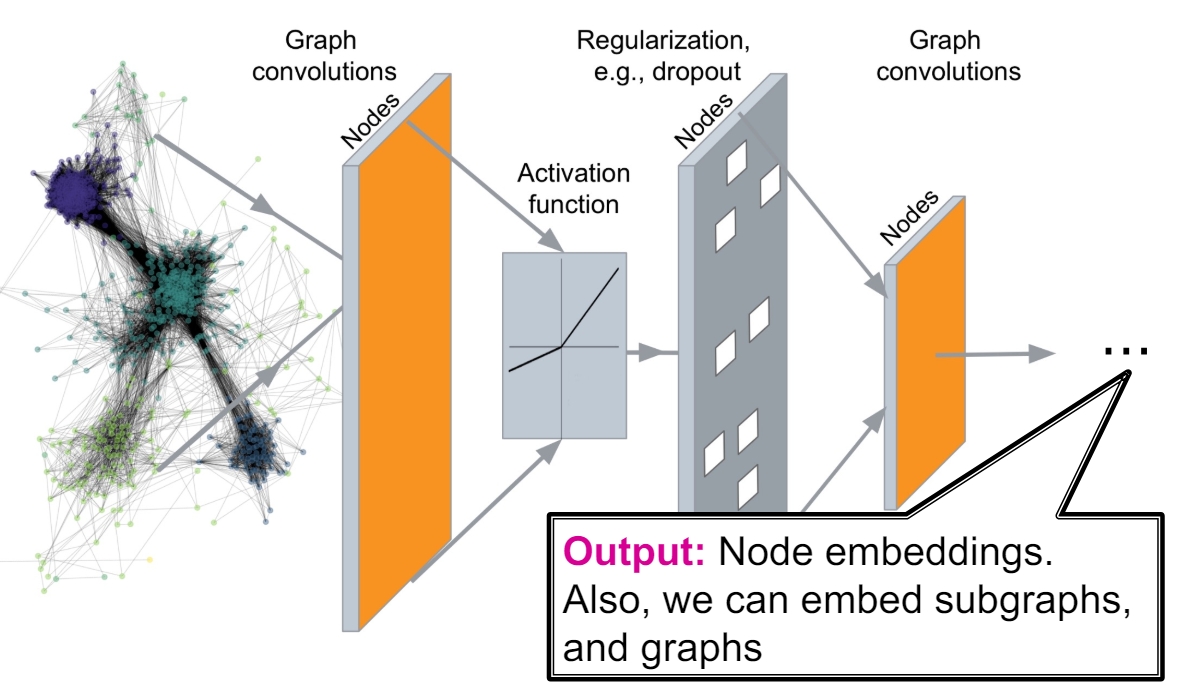 Graph
convolutions
Regularization,
e.g., dropout
Graph
convolutions
Nodes
Nodes
Activation
function
Nodes
...
Output: Node embeddings.
Also, we can embed subgraphs,
and graphs